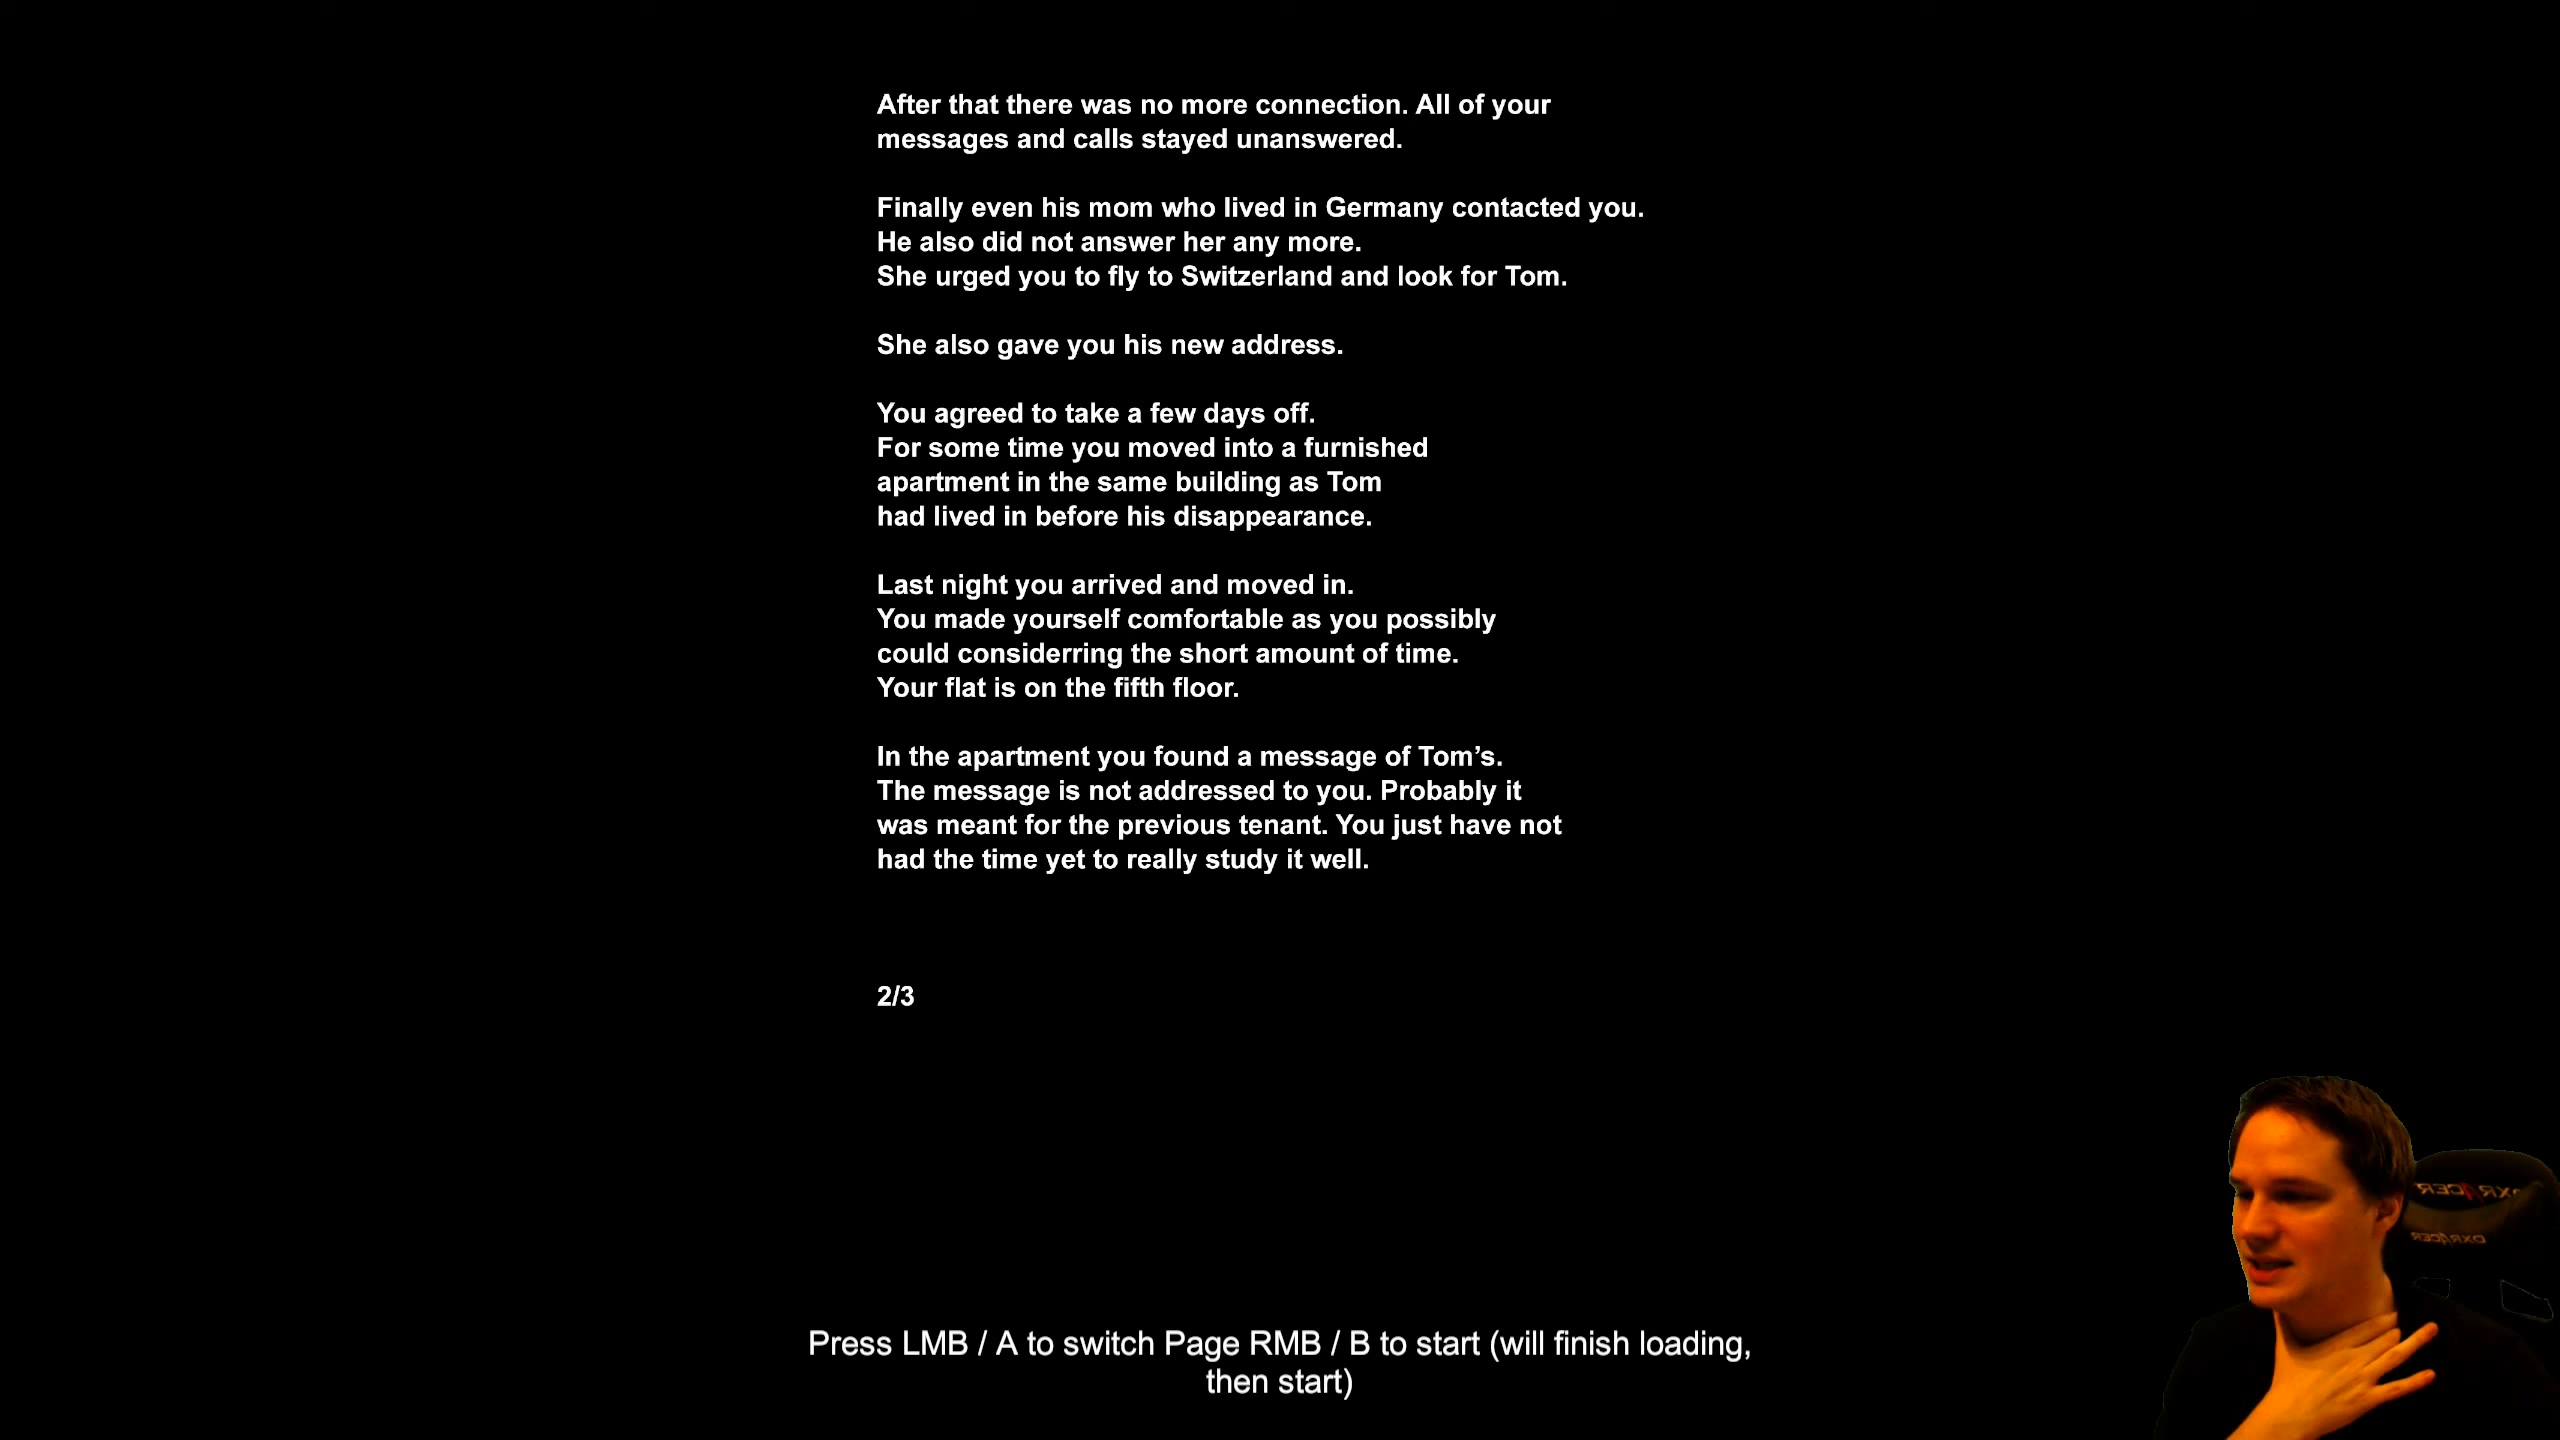 After that there was no more connection. All of your
messages and calls stayed unanswered.
Finally even his mom who lived in Germany contacted you.
He also did not answer her any more.
She urged you to fly to Switzerland and look for Tom.
She also gave you his new address.
You agreed to take a few days off.
For some time you moved into a furnished
apartment in the same building as Tom
had lived in before his disappearance.
Last night you arrived and moved in.
You made yourself comfortable as you possibly
could considerring the short amount of time.
Your flat is on the fifth floor.
In the apartment you found a message of Tom’s.
The message is not addressed to you. Probably it
was meant for the previous tenant. You just have not
had the time yet to really study it well.
2/3
Press LMB / A to switch Page RMB / B to start (will finish loading,
then start)
DXRACER
DXRACER